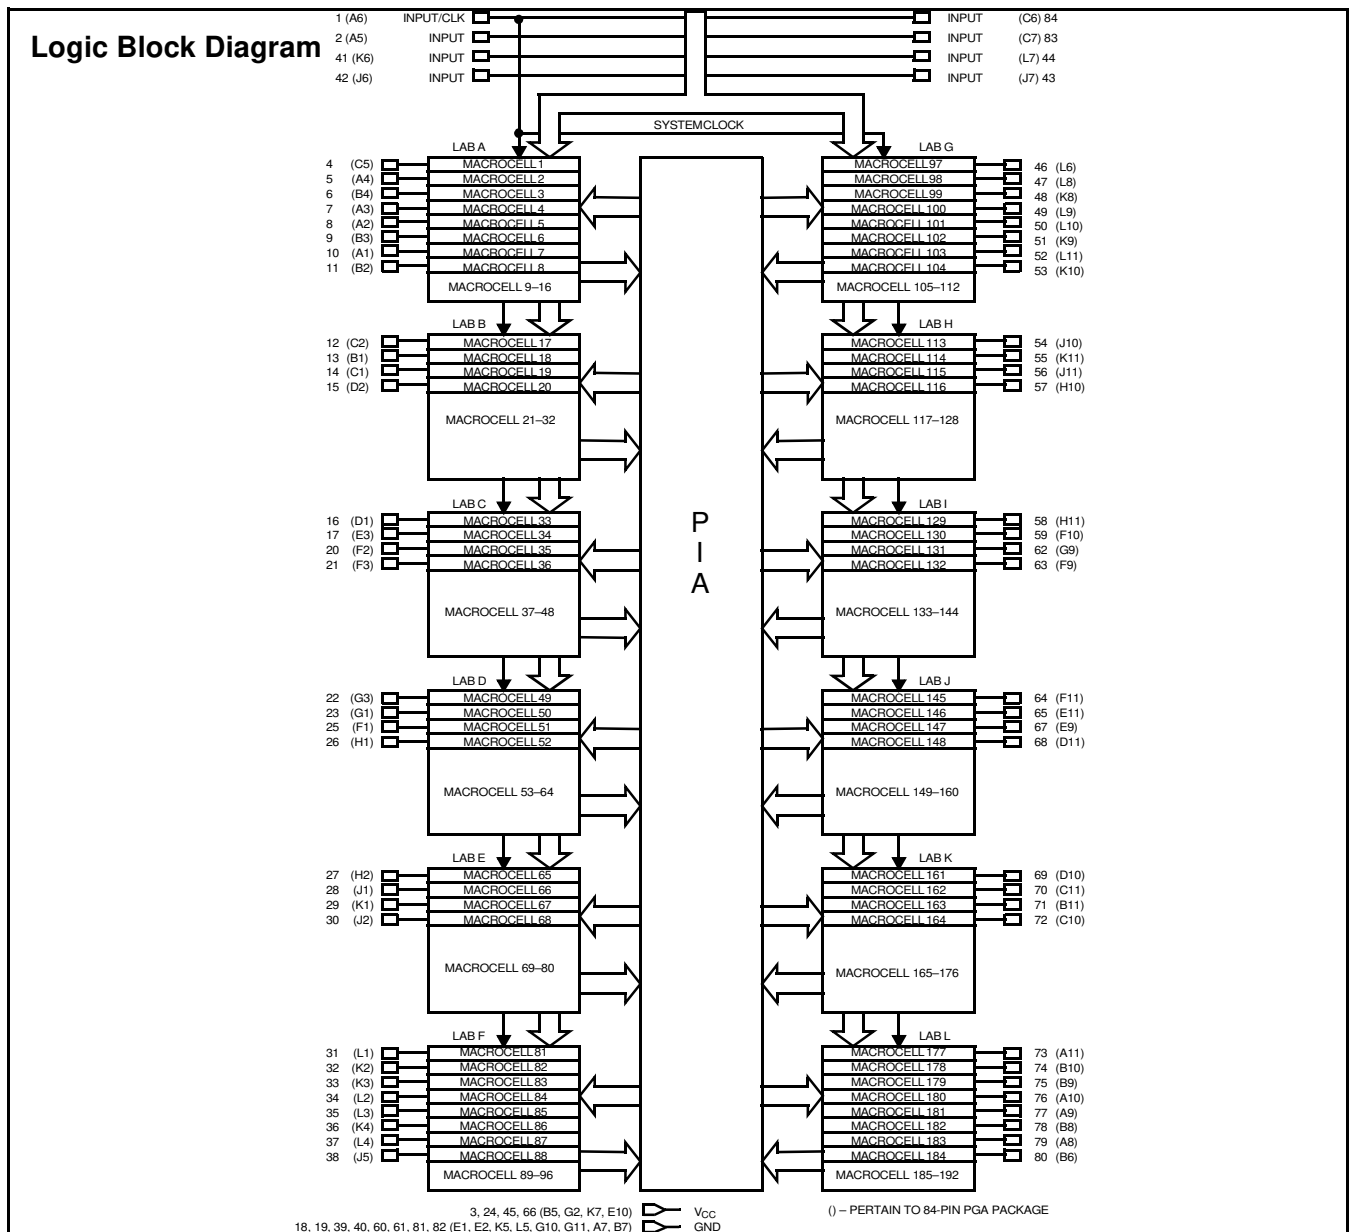 Logic Block Diagram
1 (A6) INPUT/CLK INPUT (C6) 84
2 (A5) INPUT INPUT (C7) 83
41 (K6) INPUT INPUT (L7) 44
42 (J6) INPUT INPUT (J7) 43
SYSTEM CLOCK
LAB A LAB G
4 (C5) MACROCELL 1 MACROCELL 97 46 (L6)
5 (A4) MACROCELL 2 MACROCELL 98 47 (L8)
6 (B4) MACROCELL 3 MACROCELL 99 48 (K8)
7 (A3) MACROCELL 4 MACROCELL 100 49 (L9)
8 (A2) MACROCELL 5 MACROCELL 101 50 (L10)
9 (B3) MACROCELL 6 MACROCELL 102 51 (K9)
10 (A1) MACROCELL 7 MACROCELL 103 52 (L11)
11 (B2) MACROCELL 8 MACROCELL 104 53 (K10)
MACROCELL 9–16 MACROCELL 105–112
LAB B LAB H
12 (C2) MACROCELL 17 MACROCELL 113 54 (J10)
13 (B1) MACROCELL 18 MACROCELL 114 55 (K11)
14 (C1) MACROCELL 19 MACROCELL 115 56 (J11)
15 (D2) MACROCELL 20 MACROCELL 116 57 (H10)
MACROCELL 21–32 MACROCELL 117–128
LAB C LAB I
16 (D1) MACROCELL 33 MACROCELL 129 58 (H11)
17 (E3) MACROCELL 34 MACROCELL 130 59 (F10)
20 (F2) MACROCELL 35 MACROCELL 131 62 (G9)
21 (F3) MACROCELL 36 MACROCELL 132 63 (F9)
P
I
A
MACROCELL 37–48 MACROCELL 133–144
LAB D LAB J
22 (G3) MACROCELL 49 MACROCELL 145 64 (F11)
23 (G1) MACROCELL 50 MACROCELL 146 65 (E11)
25 (F1) MACROCELL 51 MACROCELL 147 67 (E9)
26 (H1) MACROCELL 52 MACROCELL 148 68 (D11)
MACROCELL 53–64 MACROCELL 149–160
LAB E LAB K
27 (H2) MACROCELL 65 MACROCELL 161 69 (D10)
28 (J1) MACROCELL 66 MACROCELL 162 70 (C11)
29 (K1) MACROCELL 67 MACROCELL 163 71 (B11)
30 (J2) MACROCELL 68 MACROCELL 164 72 (C10)
MACROCELL 69–80 MACROCELL 165–176
LAB F LAB L
31 (L1) MACROCELL 81 MACROCELL 177 73 (A11)
32 (K2) MACROCELL 82 MACROCELL 178 74 (B10)
33 (K3) MACROCELL 83 MACROCELL 179 75 (B9)
34 (L2) MACROCELL 84 MACROCELL 180 76 (A10)
35 (L3) MACROCELL 85 MACROCELL 181 77 (A9)
36 (K4) MACROCELL 86 MACROCELL 182 78 (B8)
37 (L4) MACROCELL 87 MACROCELL 183 79 (A8)
38 (J5) MACROCELL 88 MACROCELL 184 80 (B6)
MACROCELL 89–96 MACROCELL 185–192
3, 24, 45, 66 (B5, G2, K7, E10) VCC () – PERTAIN TO 84-PIN PGA PACKAGE
18, 19, 39, 40, 60, 61, 81, 82 (E1, E2, K5, L5, G10, G11, A7, B7) GND